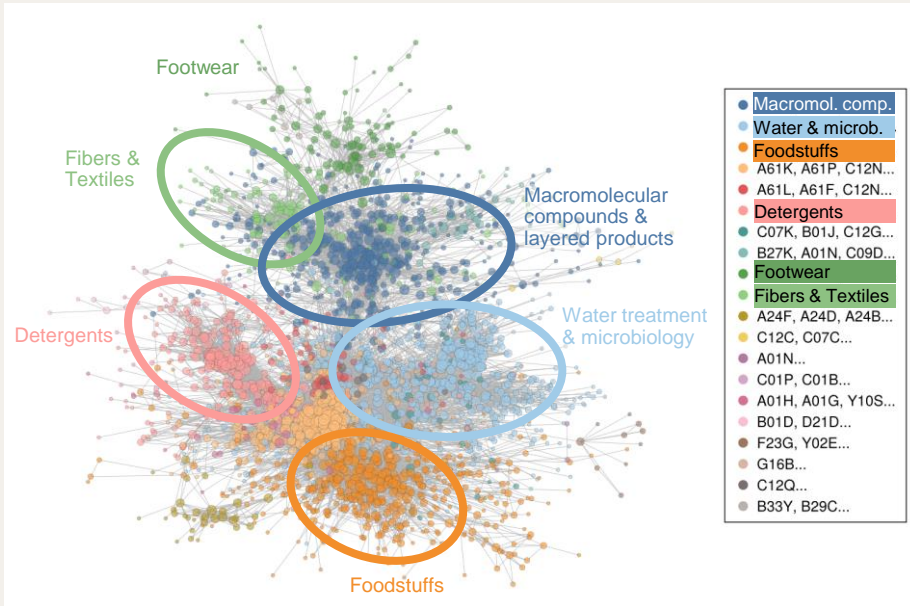 Footwear
Fibers &
Textiles
Macromolecular
compounds &
layered products
Detergents
Water treatment
& microbiology
Foodstuffs
Macromol. comp.
Water & microb.
Foodstuffs
A61K, A61P, C12N...
A61L, A61F, C12N...
Detergents
C07K, B01J, C12G...
B27K, A01N, C09D...
Footwear
Fibers & Textiles
A24F, A24D, A24B...
C12C, C07C...
A01N...
C01P, C01B...
A01H, A01G, Y10S...
B01D, D21D...
F23G, Y02E...
G16B...
C12Q...
B33Y, B29C...